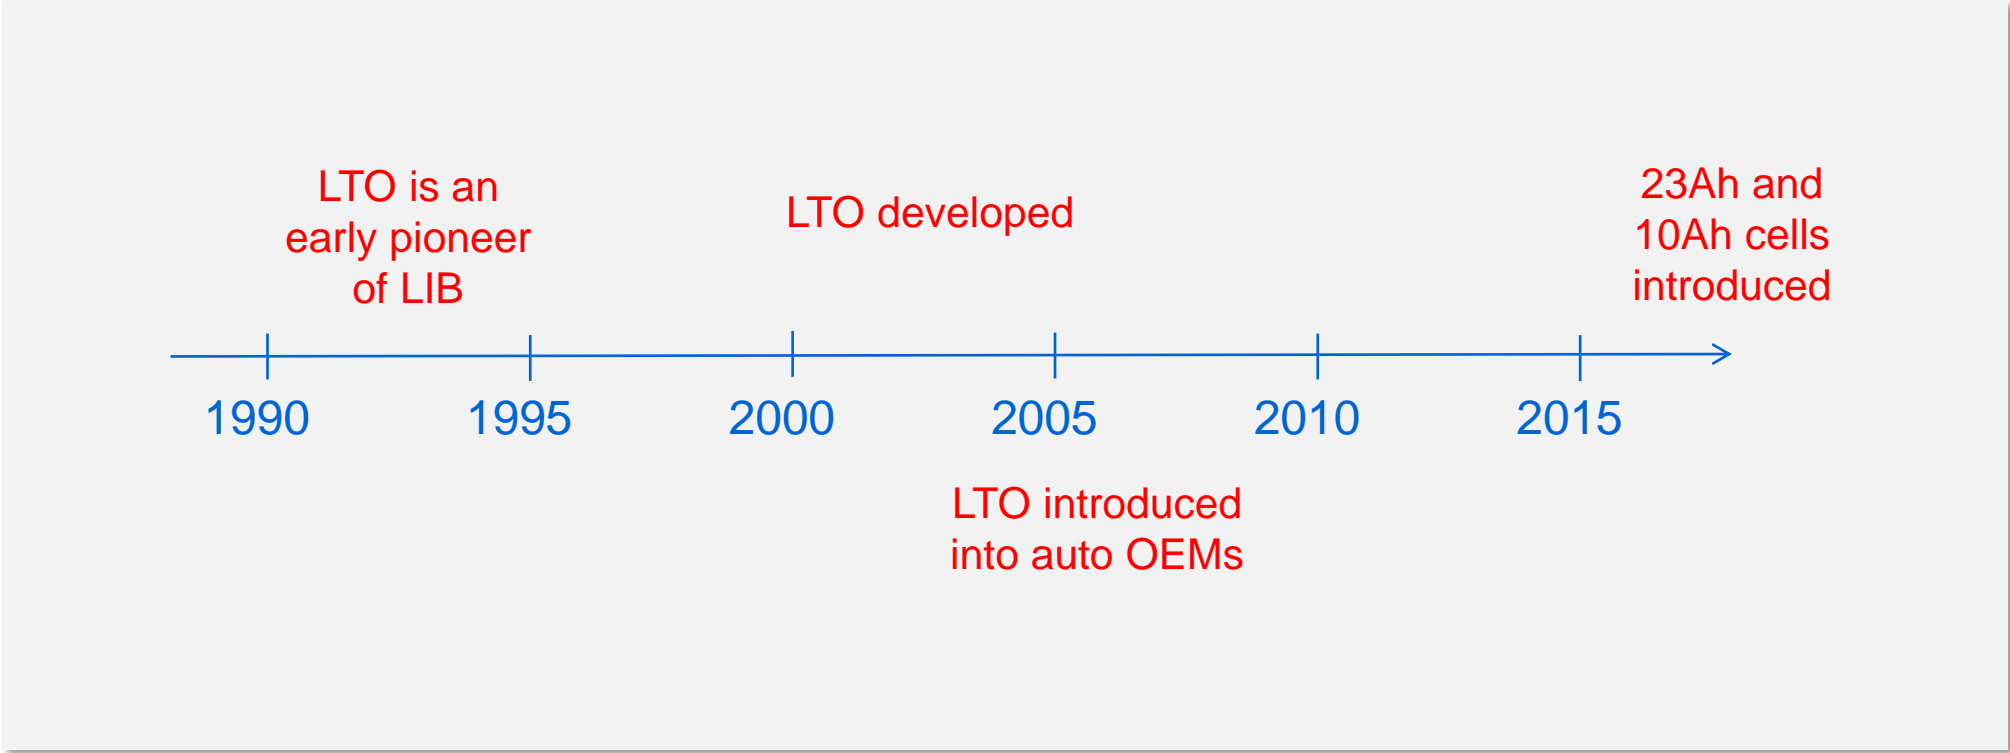 LTO is an
early pioneer
of LIB
LTO developed
23Ah and
10Ah cells
introduced
1990
1995
2000
2005
2010
2015
LTO introduced
into auto OEMs